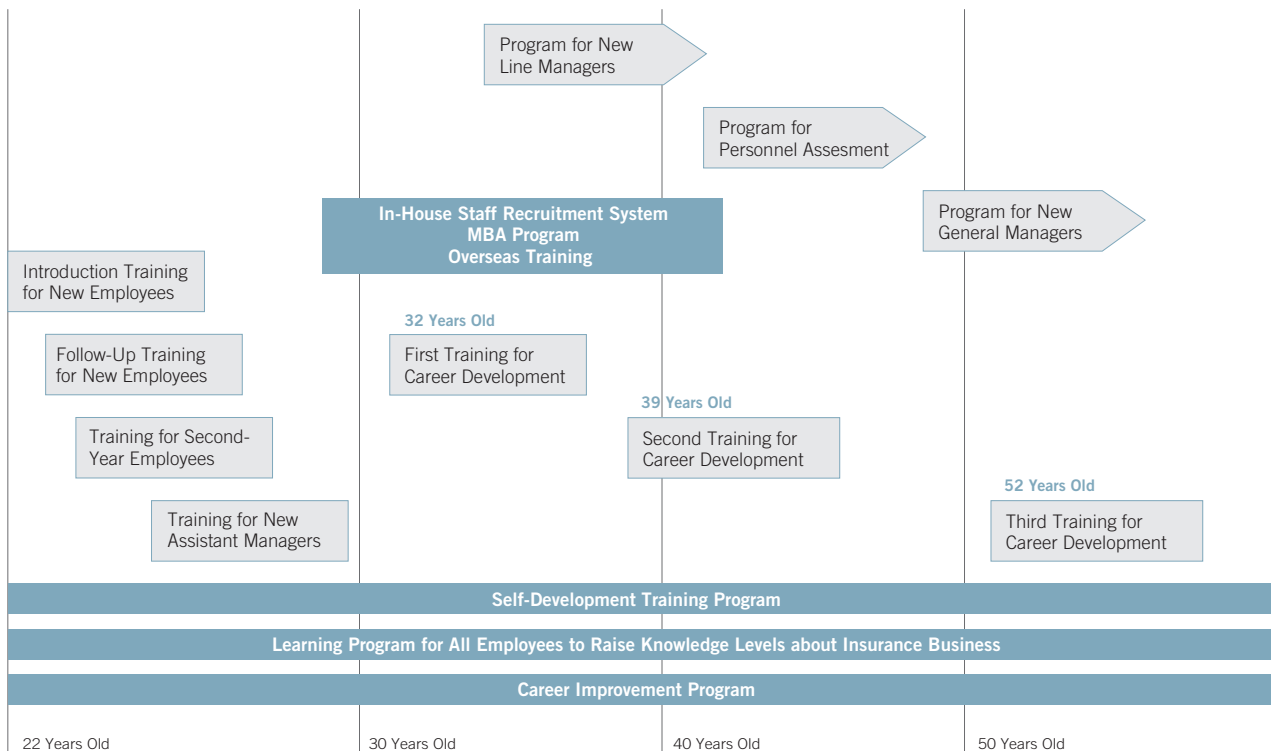 Program for New
Line Managers
Program for
Personnel Assesment
In-House Staff Recruitment System
MBA Program
Overseas Training
Program for New
General Managers
Introduction Training
for New Employees
32 Years Old
Follow-Up Training
for New Employees
First Training for
Career Development
39 Years Old
Training for Second-
Year Employees
Second Training for
Career Development
52 Years Old
Training for New
Assistant Managers
Third Training for
Career Development
Self-Development Training Program
Learning Program for All Employees to Raise Knowledge Levels about Insurance Business
Career Improvement Program
22 Years Old
30 Years Old
40 Years Old
50 Years Old